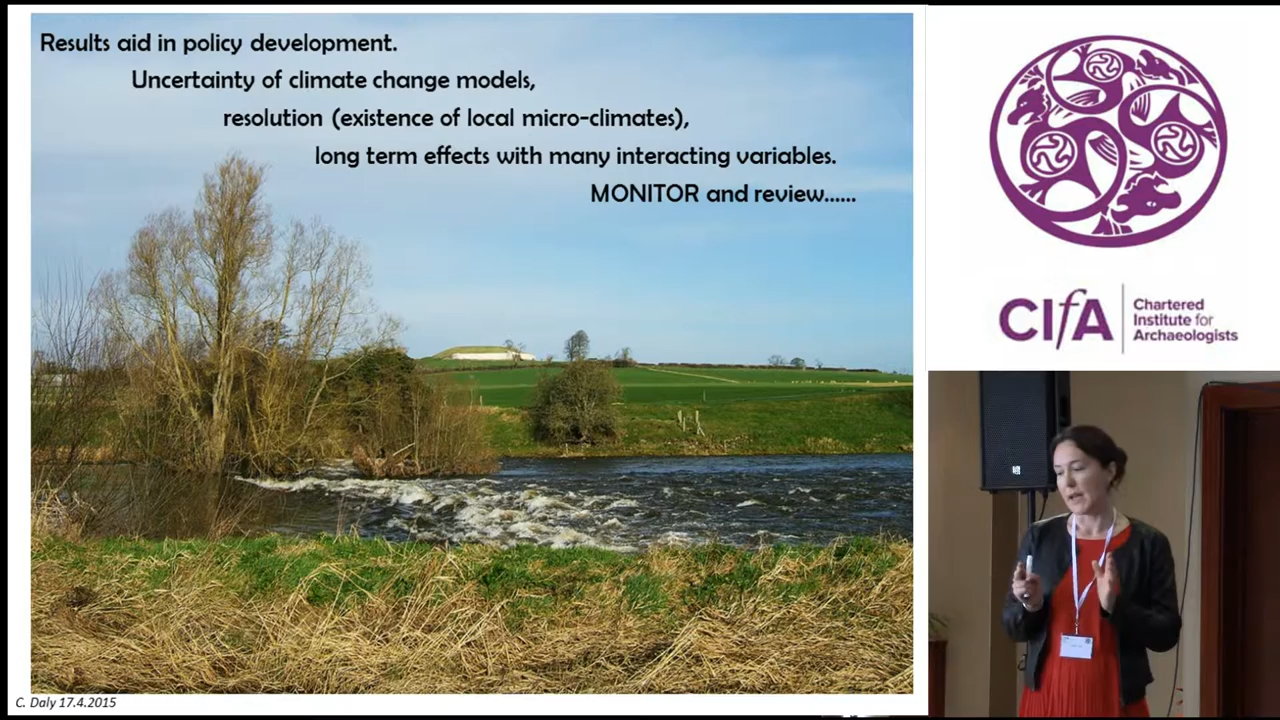 Results aid in policy development.
Uncertainty of climate change models,
resolution (existence of local micro-climates),
long term effects with many interacting variables.
MONITOR and review......
C. Daly 17.4.2015
CIfA
Chartered
Institute for
Archaeologists